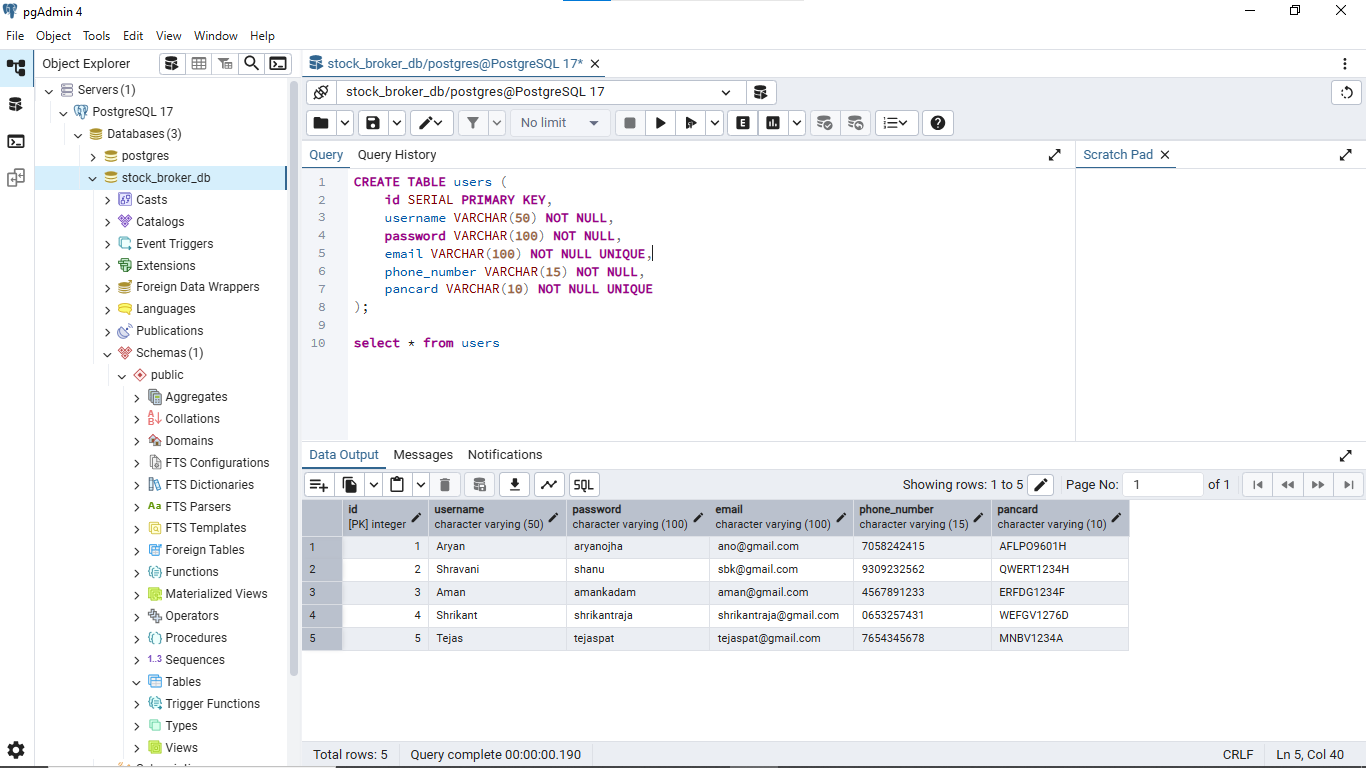 pgAdmin 4
File Object Tools Edit View Window Help
Object Explorer
stock_broker_db/postgres@PostgreSQL 17*
stock_broker_db/postgres@PostgreSQL 17
No limit
E
Servers (1)
PostgreSQL 17
Databases (3)
postgres
stock_broker_db
Casts
Catalogs
Event Triggers
Extensions
Foreign Data Wrappers
Languages
Publications
Schemas (1)
public
Aggregates
Collations
Domains
FTS Configurations
FTS Dictionaries
Aa FTS Parsers
FTS Templates
Foreign Tables
Functions
Materialized Views
Operators
Procedures
1..3 Sequences
Tables
Trigger Functions
Types
Views
Query Query History
Scratch Pad
1 CREATE TABLE users (
2 id SERIAL PRIMARY KEY,
3 username VARCHAR(50) NOT NULL,
4 password VARCHAR(100) NOT NULL,
5 email VARCHAR(100) NOT NULL UNIQUE,
6 phone_number VARCHAR(15) NOT NULL,
7 pancard VARCHAR(10) NOT NULL UNIQUE
8 );
9
10 select * from users
Data Output Messages Notifications
SQL Showing rows: 1 to 5 Page No: 1 of 1
id username password email phone_number pancard
[PK] integer character varying (50) character varying (100) character varying (100) character varying (15) character varying (10)
1 1 Aryan aryanojha ano@gmail.com 7058242415 AFLPO9601H
2 2 Shravani shanu sbk@gmail.com 9309232562 QWERT1234H
3 3 Aman amankadam aman@gmail.com 4567891233 ERFDG1234F
4 4 Shrikant shrikantraja shrikantraja@gmail.com 0653257431 WEFGV1276D
5 5 Tejas tejaspat tejaspat@gmail.com 7654345678 MNBV1234A
Total rows: 5 Query complete 00:00:00.190 CRLF Ln 5, Col 40